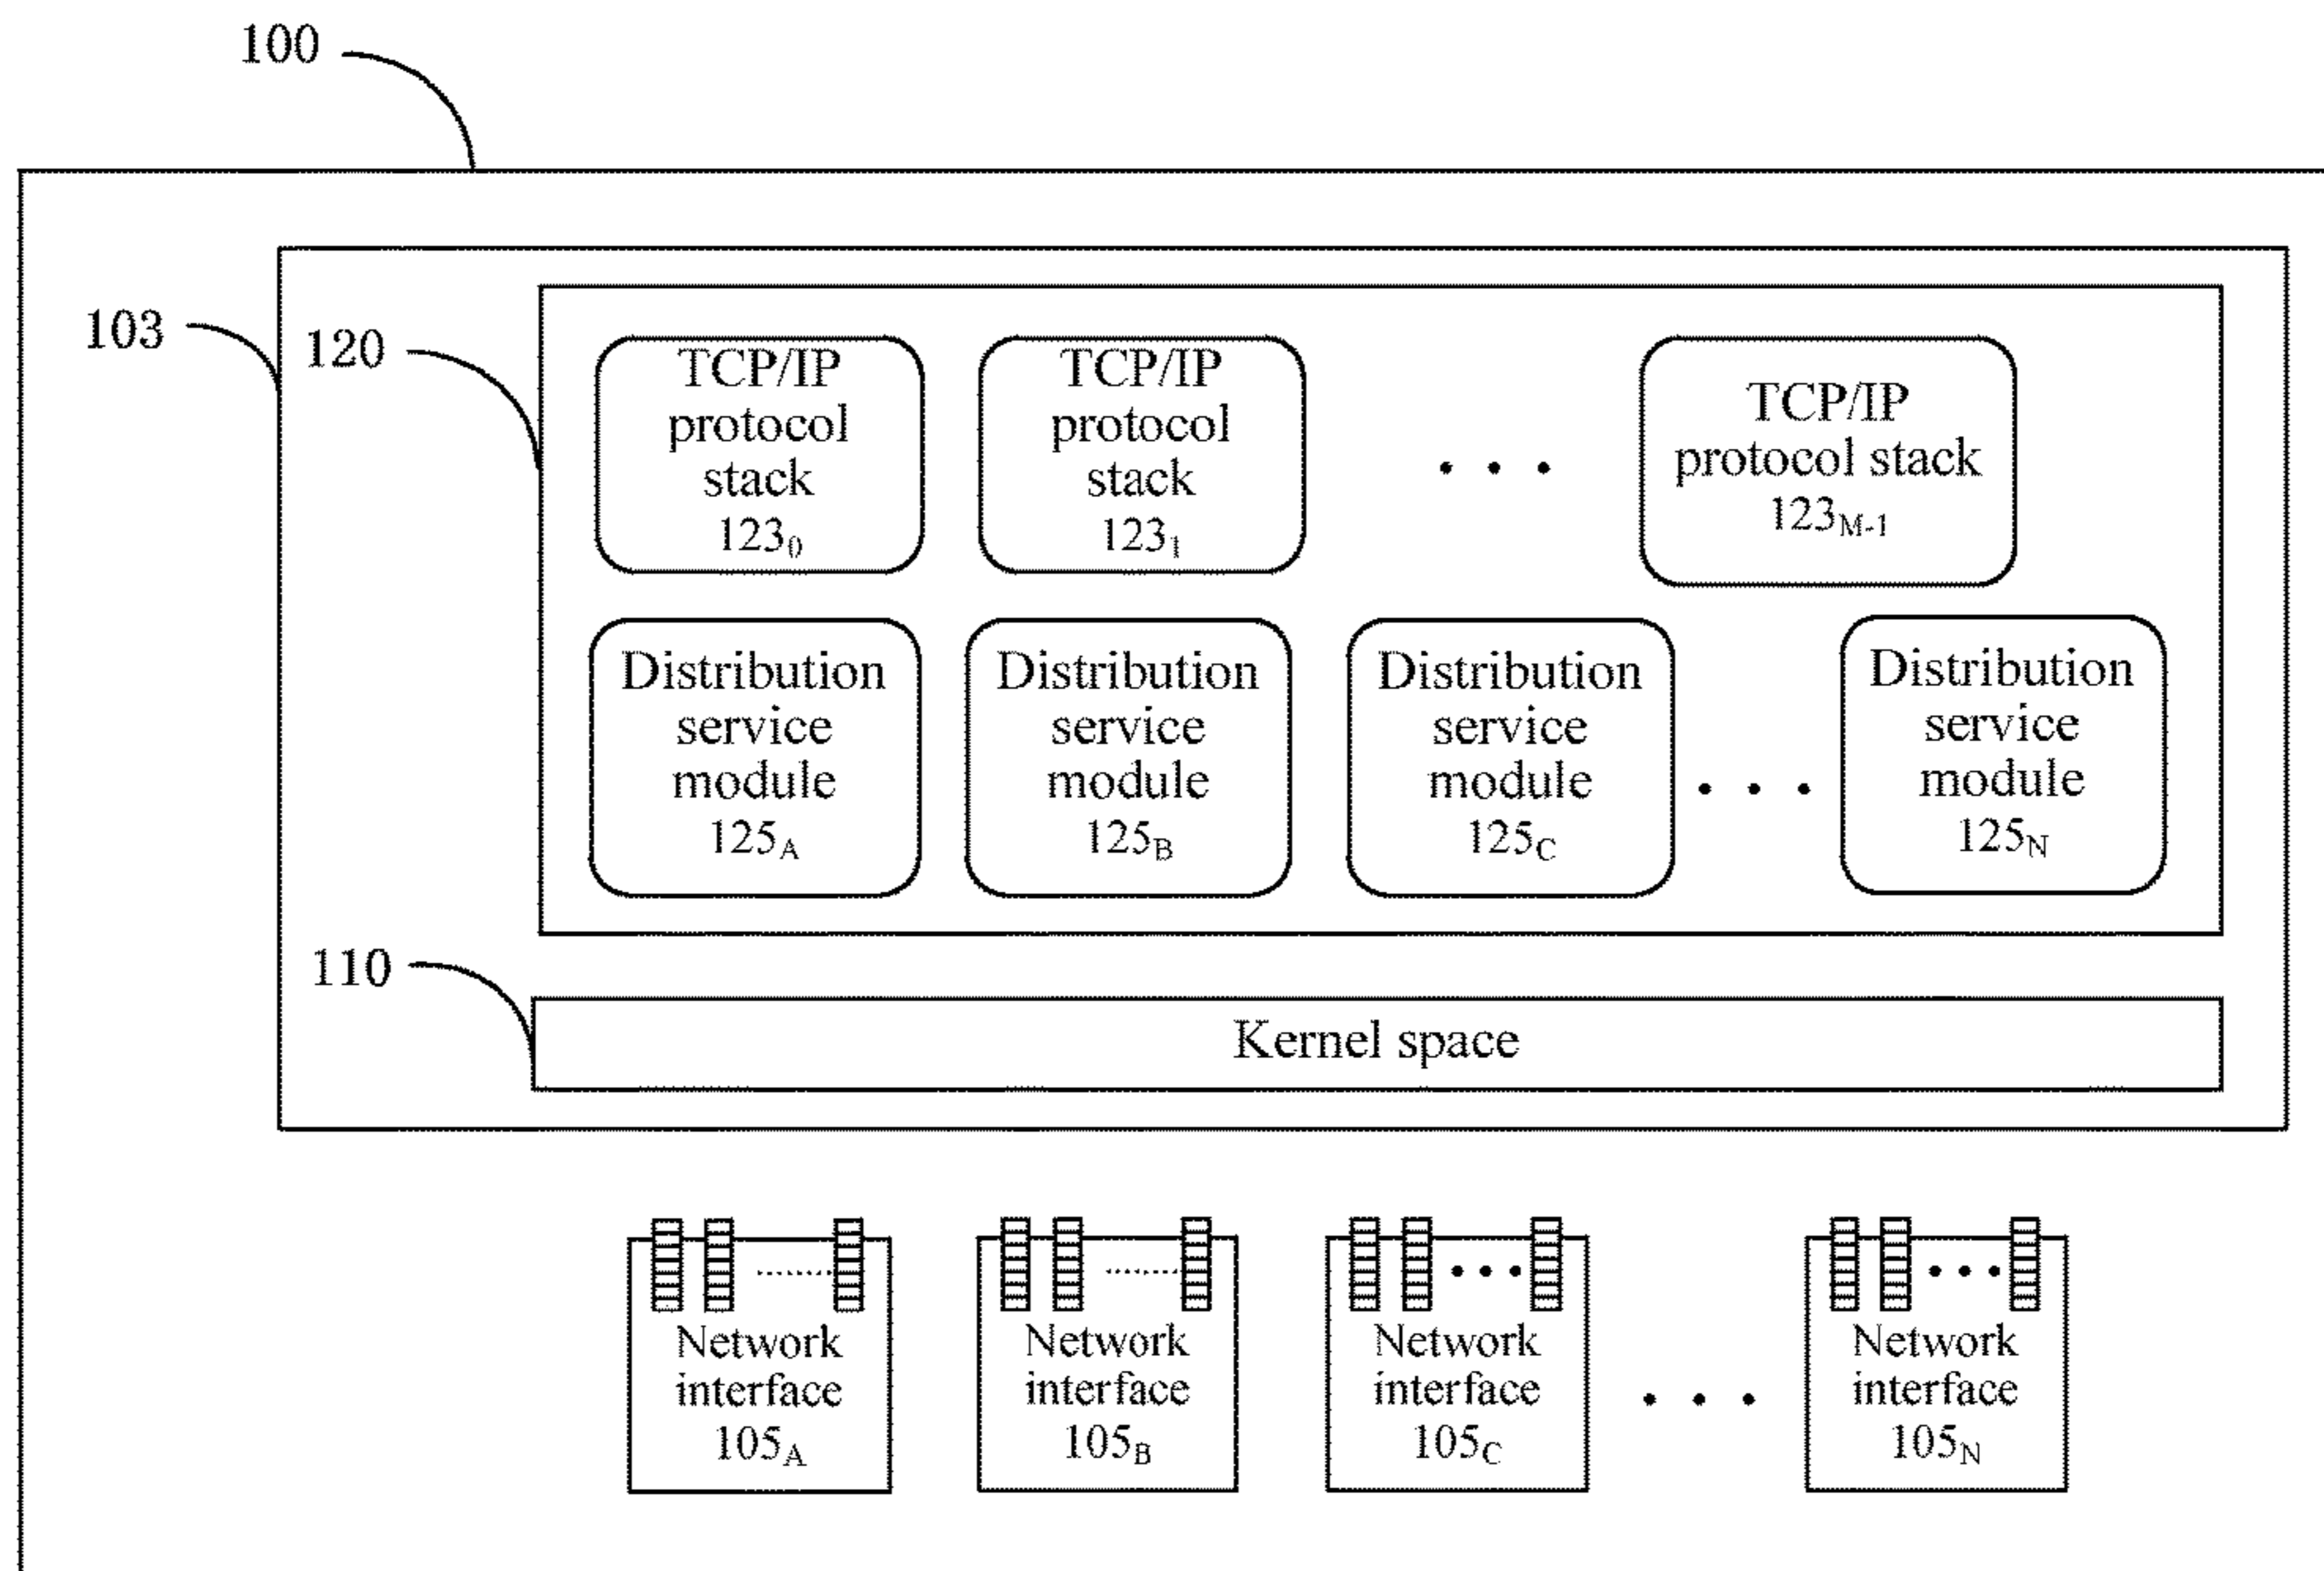 100
103
120
TCP/IP
protocol
stack
123₀
TCP/IP
protocol
stack
123₁
• • •
TCP/IP
protocol stack
123M-1
Distribution
service
module
125A
Distribution
service
module
125B
Distribution
service
module
125C
• • •
Distribution
service
module
125N
110
Kernel space
Network
interface
105A
Network
interface
105B
Network
interface
105C
• • •
Network
interface
105N